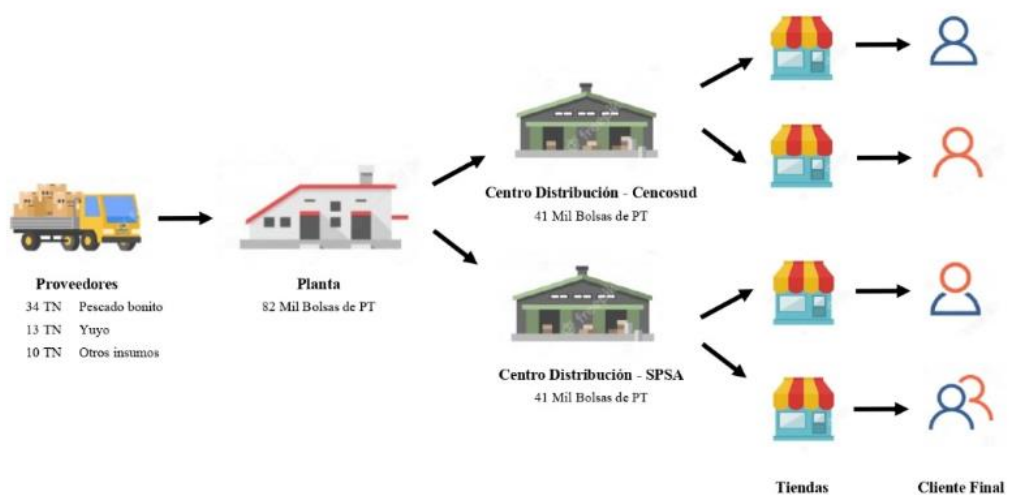 Proveedores
34 TN Pescado bonito
13 TN Yuyo
10 TN Otros insumos
Planta
82 Mil Bolsas de PT
Centro Distribución - Cencosud
41 Mil Bolsas de PT
Centro Distribución - SPSA
41 Mil Bolsas de PT
Tiendas
Cliente Final